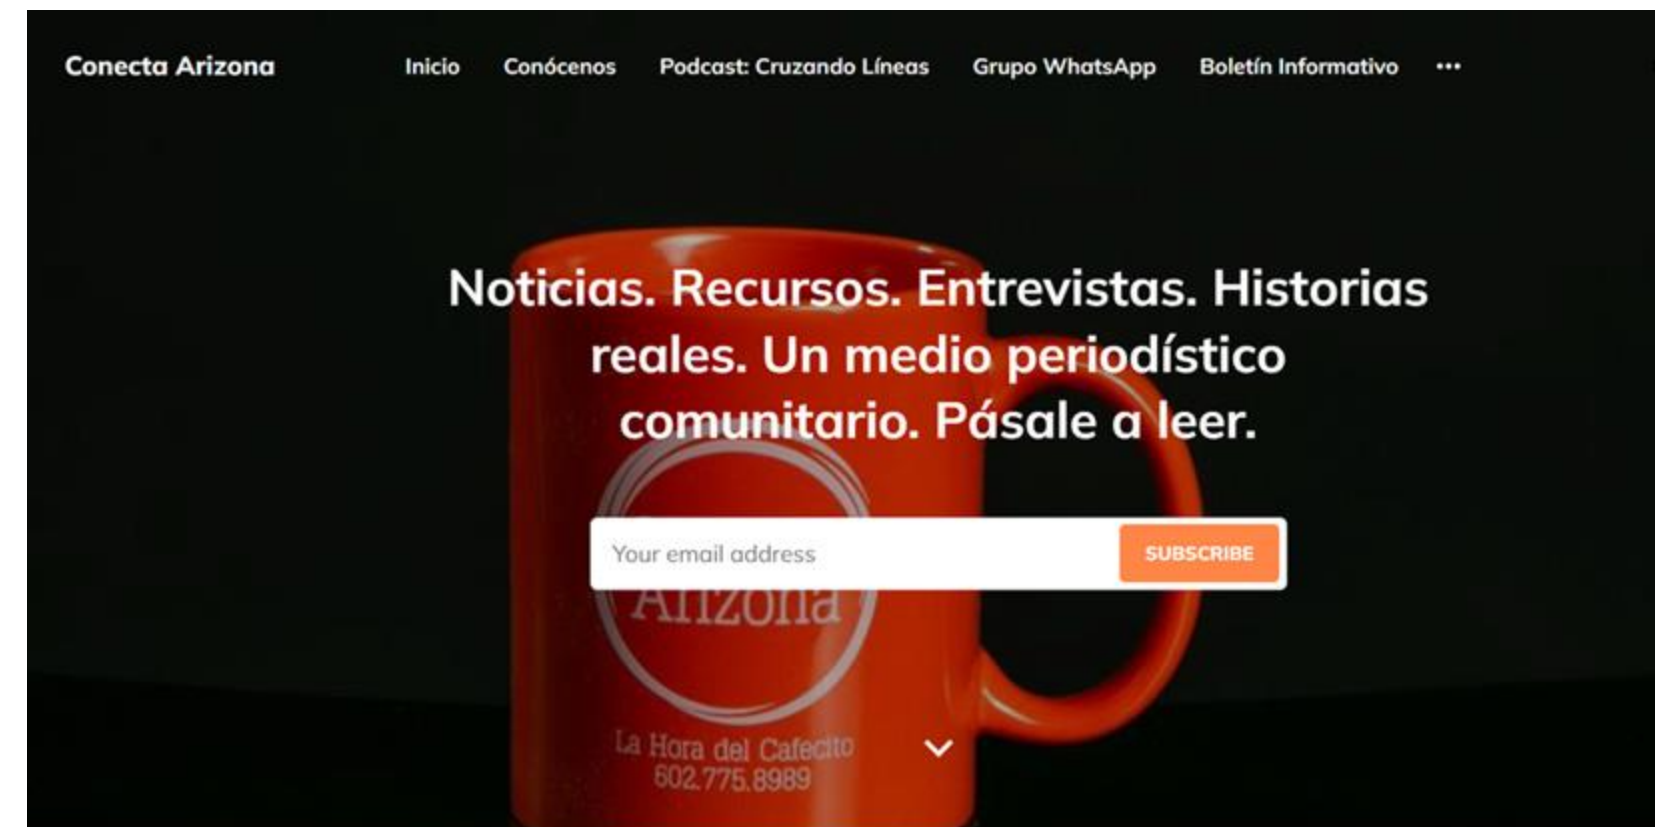 Conecta Arizona
Inicio
Conócenos
Podcast: Cruzando Líneas
Grupo WhatsApp
Boletín Informativo
Noticias. Recursos. Entrevistas. Historias
reales. Un medio periodístico
comunitario. Pásale a leer.
Your email address
SUBSCRIBE
Arizona
La Hora del Cafecito
602.775.8989